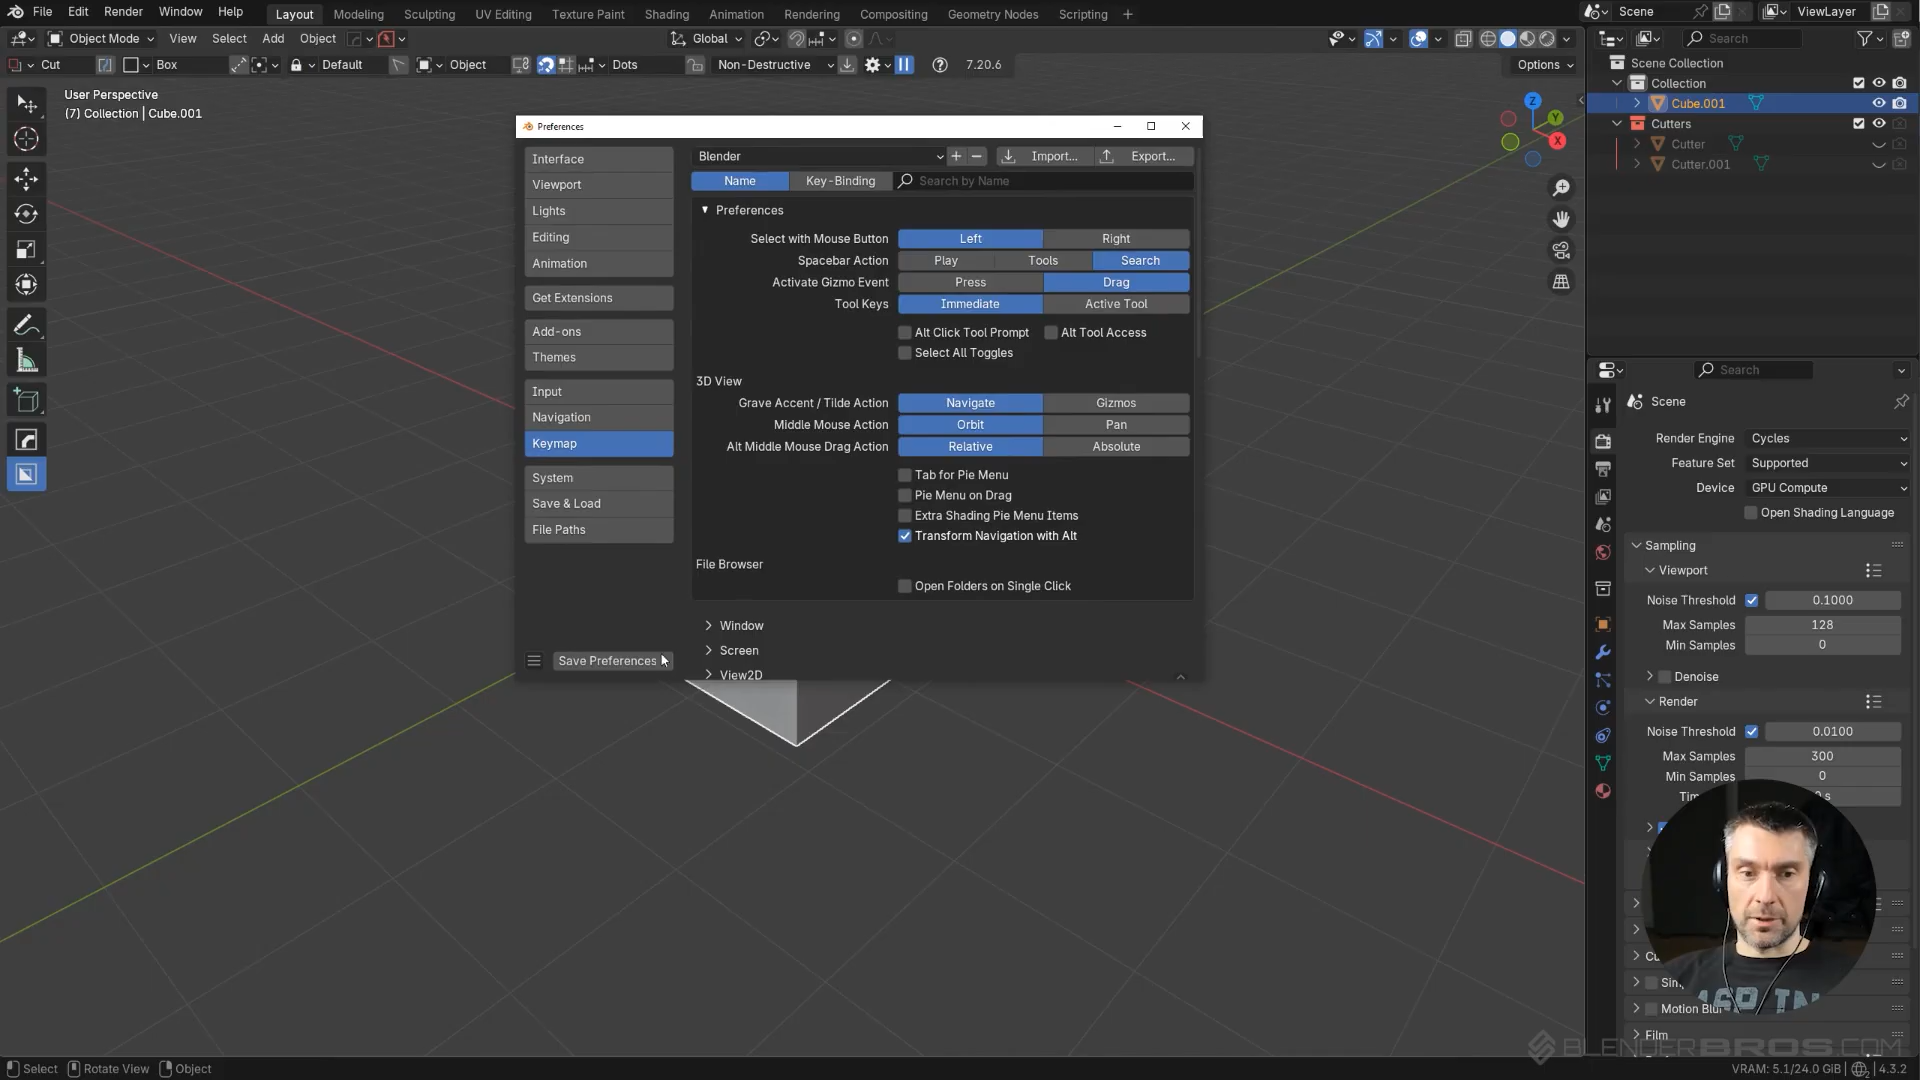 File Edit Render Window Help Layout Modeling Sculpting UV Editing Texture Paint Shading Animation Rendering Compositing Geometry Nodes Scripting Scene ViewLayer
Object Mode View Select Add Object Global Search
Cut Box Default Object Dots Non-Destructive 7.20.6 Options
User Perspective
(7) Collection | Cube.001
Scene Collection
Collection
Cube.001
Cutters
Cutter
Cutter.001
Z
Y
X
Preferences
Interface
Viewport
Lights
Editing
Animation
Get Extensions
Add-ons
Themes
Input
Navigation
Keymap
System
Save & Load
File Paths
Save Preferences
Blender Import... Export...
Name Key-Binding Search by Name
Preferences
Select with Mouse Button Left Right
Spacebar Action Play Tools Search
Activate Gizmo Event Press Drag
Tool Keys Immediate Active Tool
Alt Click Tool Prompt Alt Tool Access
Select All Toggles
3D View
Grave Accent / Tilde Action Navigate Gizmos
Middle Mouse Action Orbit Pan
Alt Middle Mouse Drag Action Relative Absolute
Tab for Pie Menu
Pie Menu on Drag
Extra Shading Pie Menu Items
Transform Navigation with Alt
File Browser
Open Folders on Single Click
Window
Screen
View2D
Search
Scene
Render Engine Cycles
Feature Set Supported
Device GPU Compute
Open Shading Language
Sampling
Viewport
Noise Threshold 0.1000
Max Samples 128
Min Samples 0
Denoise
Render
Noise Threshold 0.0100
Max Samples 300
Min Samples 0
Motion Blur
Film
BLENDERBROS.COM
Select Rotate View Object VRAM: 5.1/24.0 GiB 4.3.2